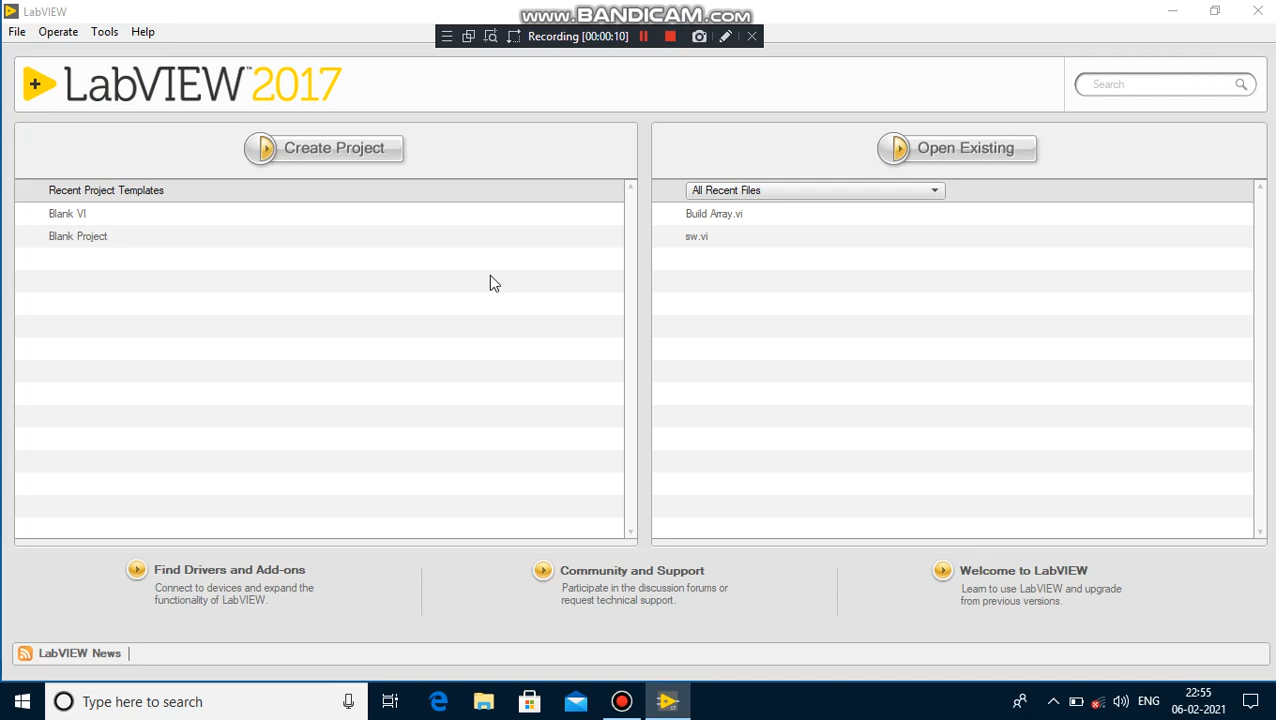 LabVIEW
www.BANDICAM.com
File Operate Tools Help
Recording [00:00:10]
LabVIEW™ 2017
Search
Create Project
Open Existing
Recent Project Templates
All Recent Files
Blank VI
Build Array.vi
Blank Project
sw.vi
Find Drivers and Add-ons
Connect to devices and expand the
functionality of LabVIEW.
Community and Support
Participate in the discussion forums or
request technical support.
Welcome to LabVIEW
Learn to use LabVIEW and upgrade
from previous versions.
LabVIEW News
Type here to search
ENG
22:55
06-02-2021